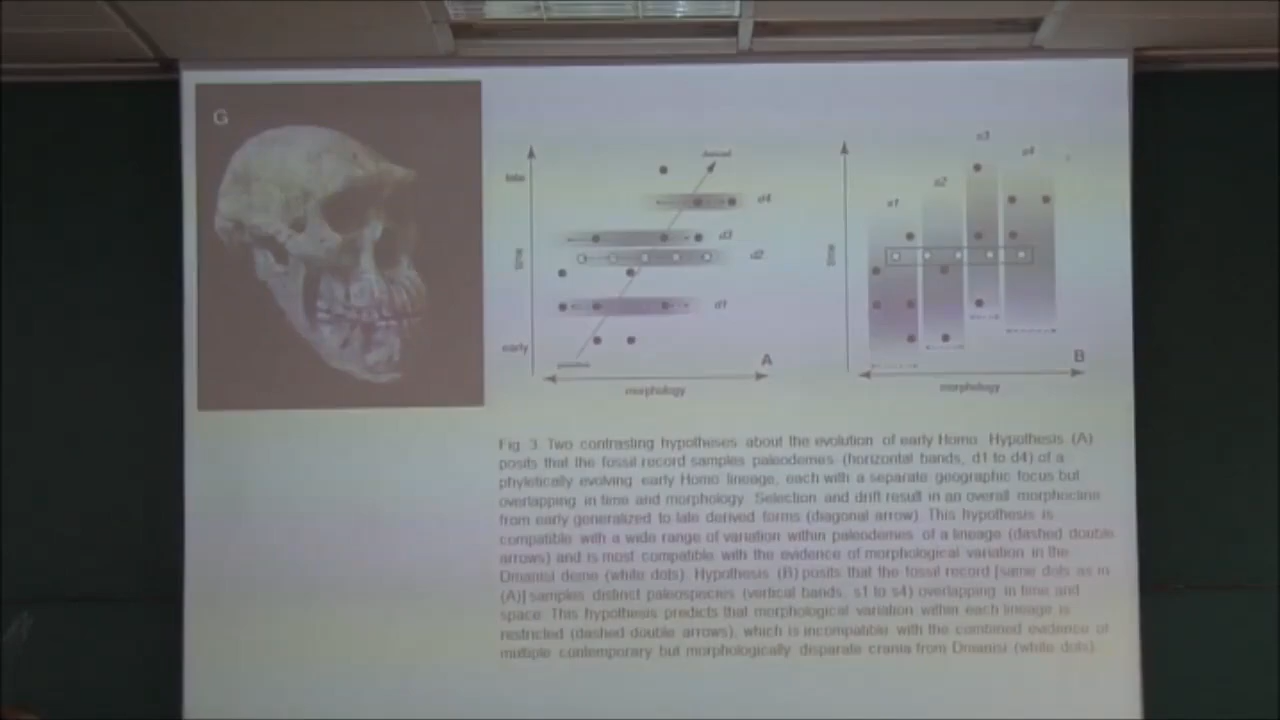 G
late
time
early
derived
d4
d3
d2
d1
A
morphology
time
s1
s2
s3
s4
B
morphology
Fig 3. Two contrasting hypotheses about the evolution of early Homo. Hypothesis (A)
posits that the fossil record samples paleodemes (horizontal bands, d1 to d4) of a
phyletically evolving early Homo lineage, each with a separate geographic focus but
overlapping in time and morphology. Selection and drift result in an overall morphocline
from early generalized to late derived forms (diagonal arrow). This hypothesis is
compatible with a wide range of variation within paleodemes of a lineage (dashed double
arrows) and is most compatible with the evidence of morphological variation in the
Dmanisi deme (white dots). Hypothesis (B) posits that the fossil record [same dots as in
(A)] samples distinct paleospecies (vertical bands, s1 to s4) overlapping in time and
space. This hypothesis predicts that morphological variation within each lineage is
restricted (dashed double arrows), which is incompatible with the combined evidence of
multiple contemporary but morphologically disparate crania from Dmanisi (white dots)